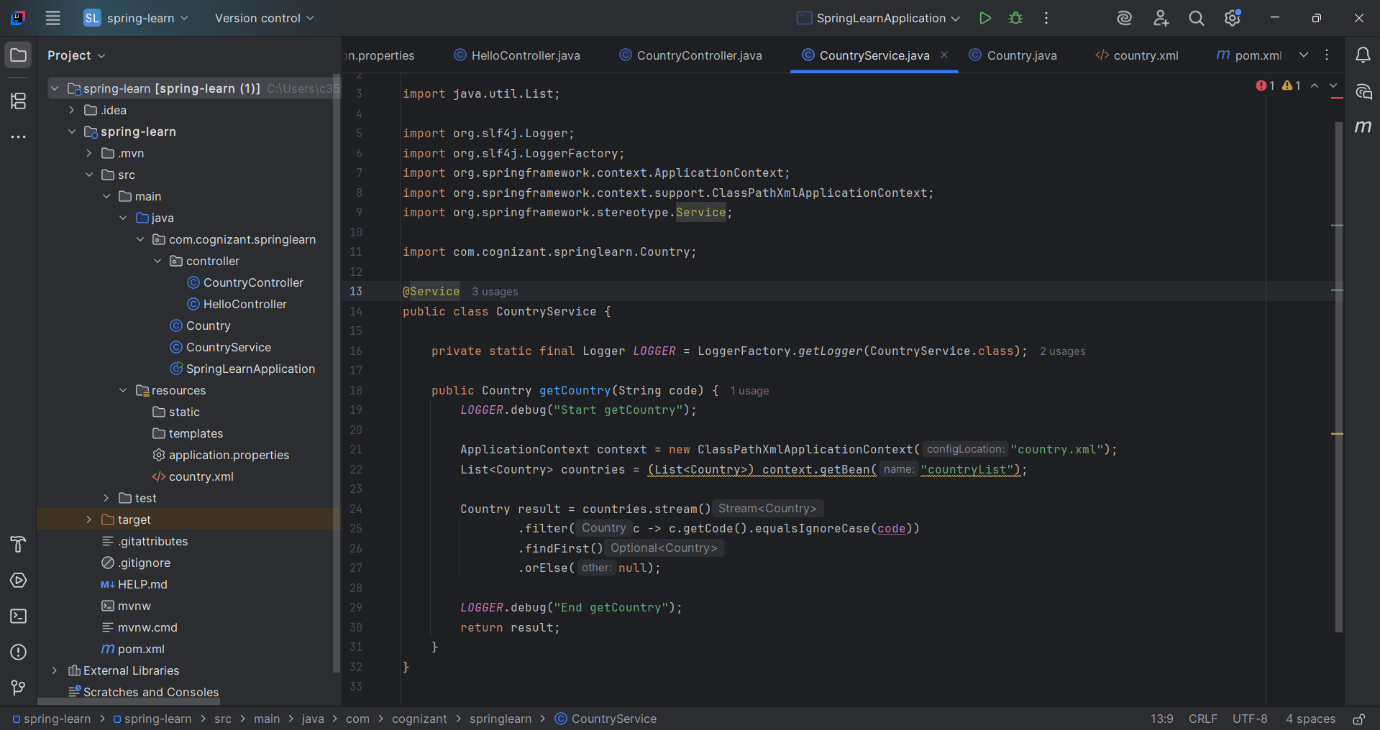 SL spring-learn Version control SpringLearnApplication
Project
n.properties HelloController.java CountryController.java CountryService.java Country.java country.xml pom.xml
spring-learn [spring-learn (1)] C:\Users\c35
.idea
spring-learn
.mvn
src
main
java
com.cognizant.springlearn
controller
CountryController
HelloController
Country
CountryService
SpringLearnApplication
resources
static
templates
application.properties
country.xml
test
target
.gitattributes
.gitignore
HELP.md
mvnw
mvnw.cmd
pom.xml
External Libraries
Scratches and Consoles
1 1
2
3 import java.util.List;
4
5 import org.slf4j.Logger;
6 import org.slf4j.LoggerFactory;
7 import org.springframework.context.ApplicationContext;
8 import org.springframework.context.support.ClassPathXmlApplicationContext;
9 import org.springframework.stereotype.Service;
10
11 import com.cognizant.springlearn.Country;
12
13 @Service 3 usages
14 public class CountryService {
15
16 private static final Logger LOGGER = LoggerFactory.getLogger(CountryService.class); 2 usages
17
18 public Country getCountry(String code) { 1 usage
19 LOGGER.debug("Start getCountry");
20
21 ApplicationContext context = new ClassPathXmlApplicationContext( configLocation: "country.xml");
22 List<Country> countries = (List<Country>) context.getBean( name: "countryList");
23
24 Country result = countries.stream() Stream<Country>
25 .filter( Country c -> c.getCode().equalsIgnoreCase(code))
26 .findFirst() Optional<Country>
27 .orElse( other: null);
28
29 LOGGER.debug("End getCountry");
30 return result;
31 }
32 }
33
spring-learn > spring-learn > src > main > java > com > cognizant > springlearn > CountryService 13:9 CRLF UTF-8 4 spaces